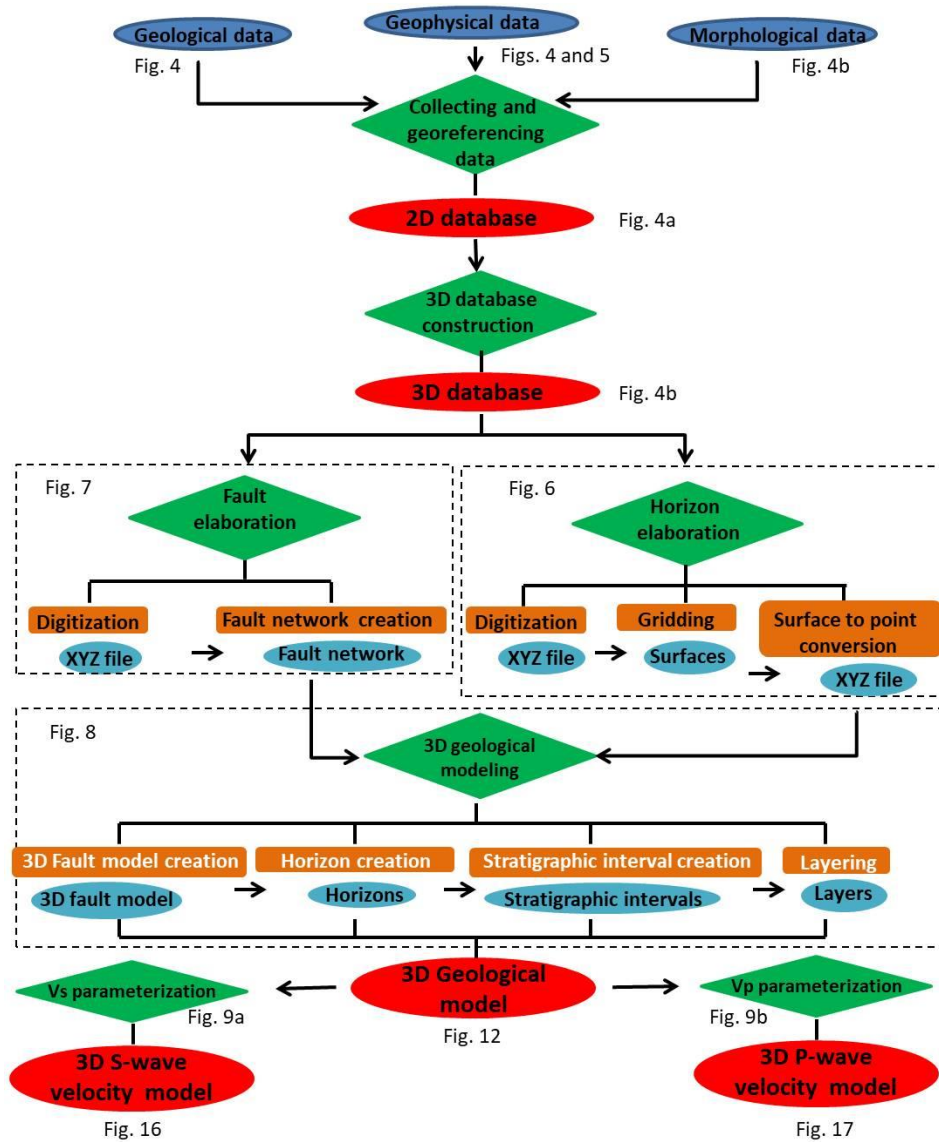 Geological data
Geophysical data
Morphological data
Fig. 4
Figs. 4 and 5
Fig. 4b
Collecting and
georeferencing
data
2D database
Fig. 4a
3D database
construction
3D database
Fig. 4b
Fig. 7
Fault
elaboration
Digitization
Fault network creation
XYZ file
Fault network
Fig. 6
Horizon
elaboration
Digitization
Gridding
Surface to point
conversion
XYZ file
Surfaces
XYZ file
Fig. 8
3D geological
modeling
3D Fault model creation
Horizon creation
Stratigraphic interval creation
Layering
3D fault model
Horizons
Stratigraphic intervals
Layers
Vs parameterization
3D Geological
model
Vp parameterization
Fig. 9a
Fig. 12
Fig. 9b
3D S-wave
velocity model
3D P-wave
velocity model
Fig. 16
Fig. 17